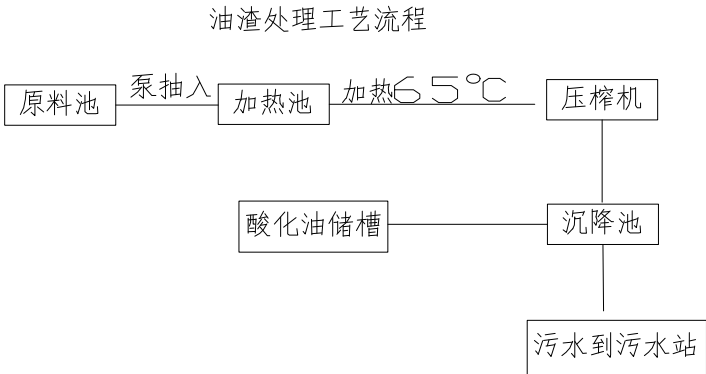 油渣处理工艺流程
原料池
泵抽入
加热池
加热65℃
压榨机
酸化油储槽
沉降池
污水到污水站